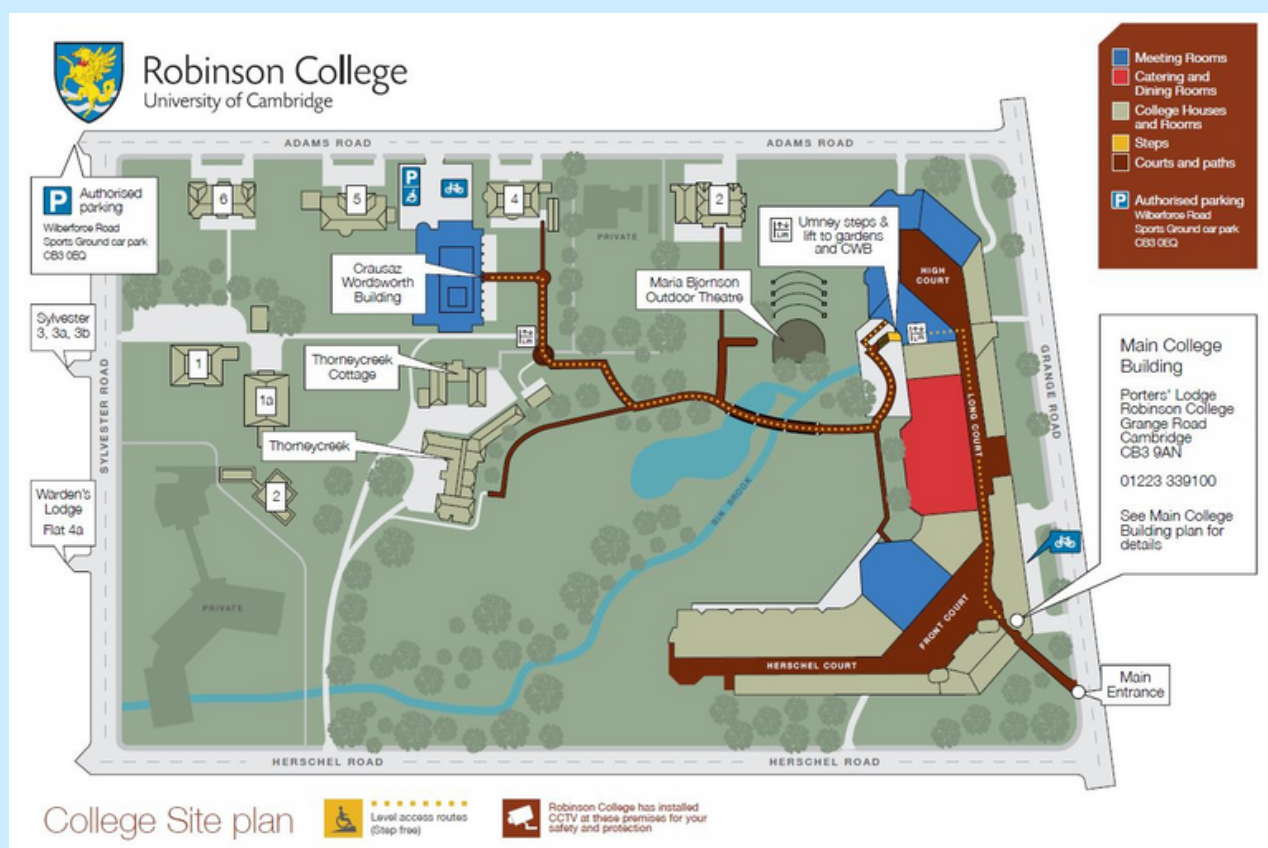 Robinson College
University of Cambridge
Meeting Rooms
Catering and
Dining Rooms
College Houses
and Rooms
Steps
Courts and paths
P Authorised parking
Wilberforce Road
Sports Ground car park
CB3 0EQ
ADAMS ROAD
ADAMS ROAD
P Authorised
parking
Wilberforce Road
Sports Ground car park
CB3 0EQ
6
5
P
4
2
PRIVATE
Umney steps &
lift to gardens
and CWB
Lift
HIGH
COURT
Crausaz
Wordsworth
Building
Maria Bjornson
Outdoor Theatre
Sylvester
3, 3a, 3b
Lift
Lift
1
1a
Thorneycreek
Cottage
Thorneycreek
2
SYLVESTER ROAD
GRANGE ROAD
LONG COURT
BIN BROOK
Main College
Building
Porters' Lodge
Robinson College
Grange Road
Cambridge
CB3 9AN
01223 339100
See Main College
Building plan for
details
Warden's
Lodge
Flat 4a
PRIVATE
FRONT COURT
HERSCHEL COURT
Main
Entrance
HERSCHEL ROAD
HERSCHEL ROAD
College Site plan
Level access routes
(Step free)
Robinson College has installed
CCTV at these premises for your
safety and protection